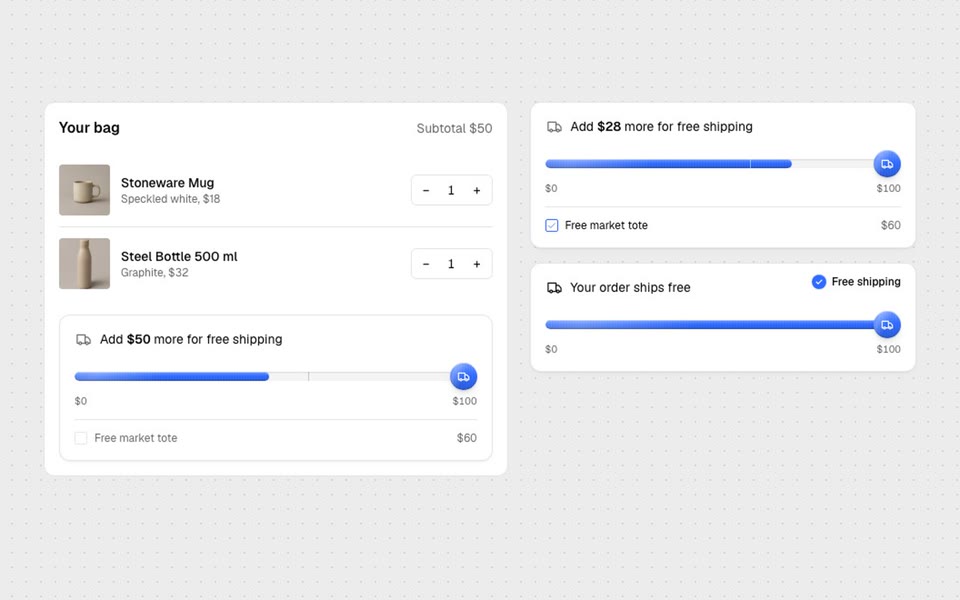 Your bag
Subtotal $50
Stoneware Mug
Speckled white, $18
− 1 +
Steel Bottle 500 ml
Graphite, $32
− 1 +
Add $50 more for free shipping
$0
$100
Free market tote
$60
Add $28 more for free shipping
$0
$100
Free market tote
$60
Your order ships free
Free shipping
$0
$100